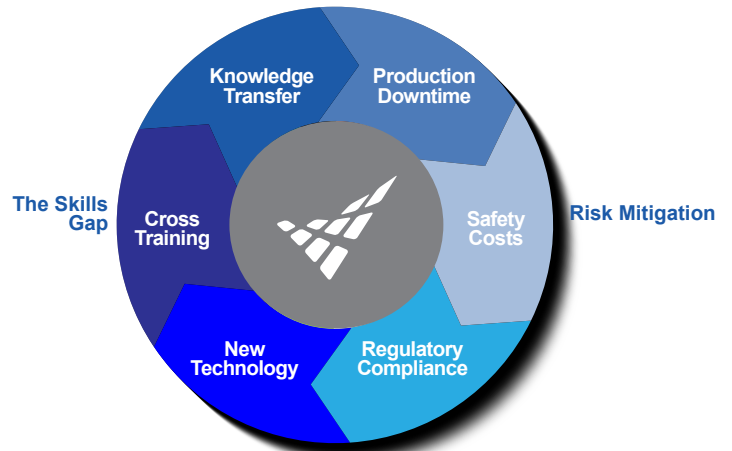 Knowledge
Transfer
Production
Downtime
The Skills
Gap
Cross
Training
Safety
Costs
Risk Mitigation
New
Technology
Regulatory
Compliance